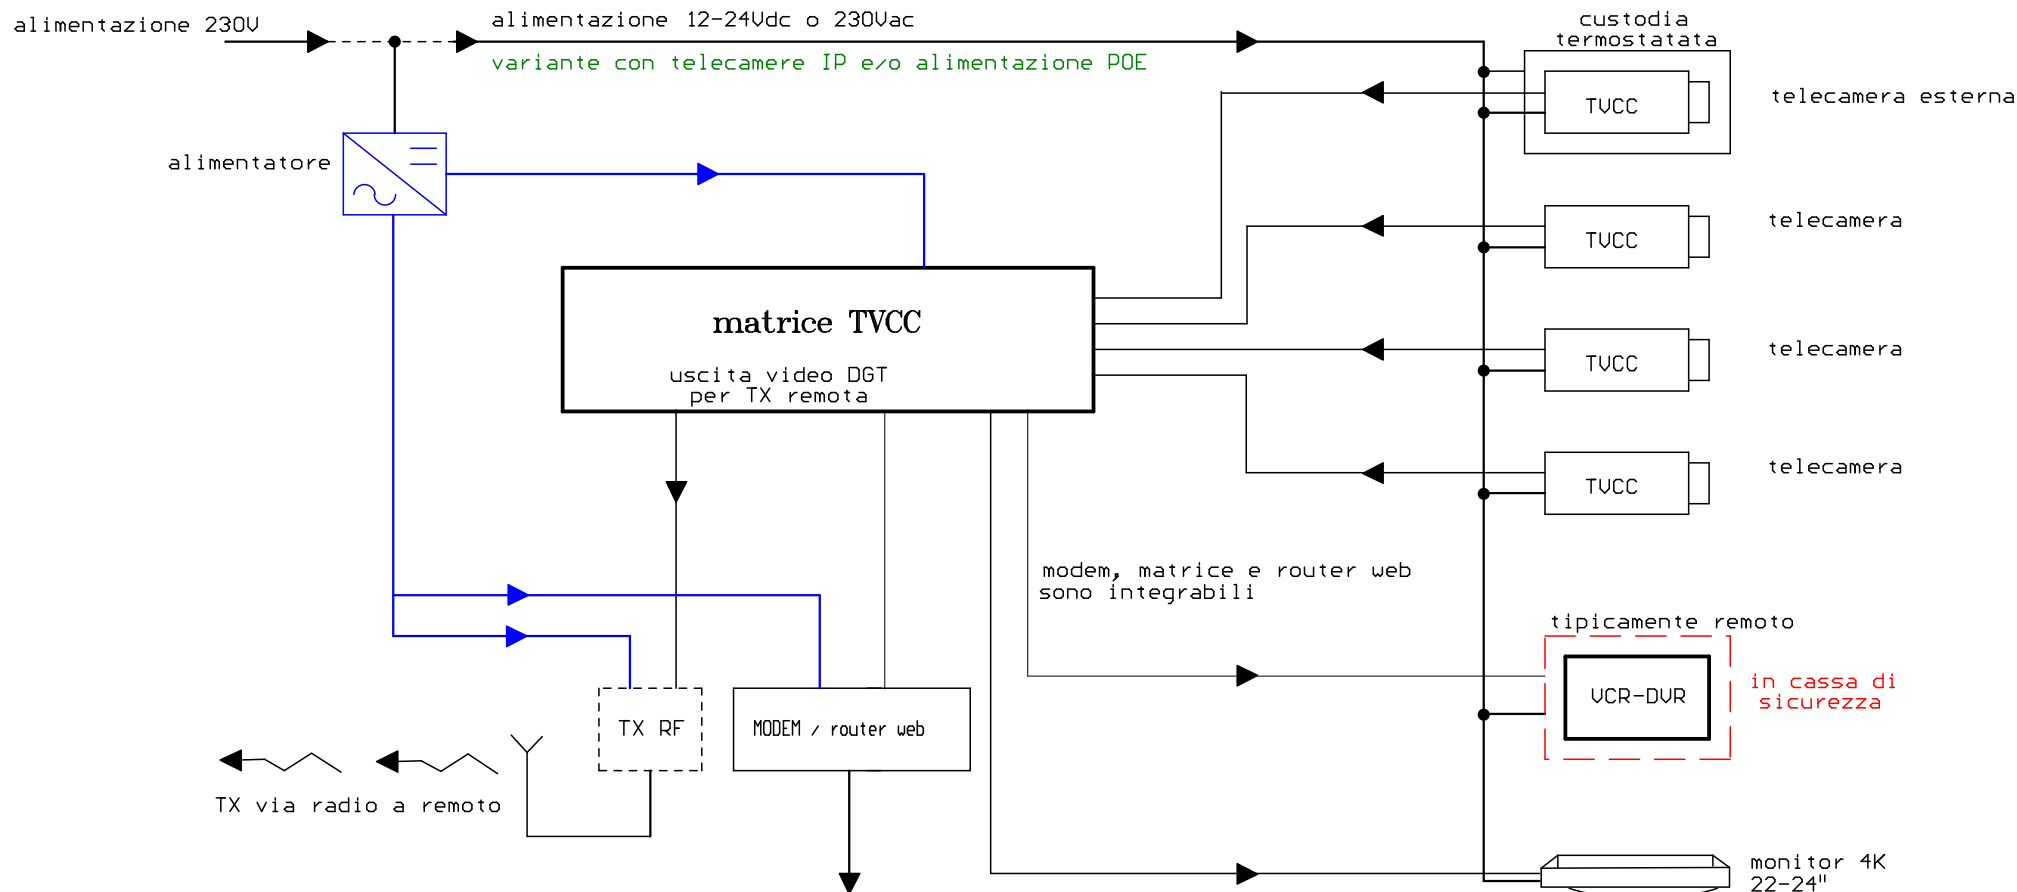 alimentazione 230V
alimentazione 12-24Vdc o 230Vac
variante con telecamere IP e/o alimentazione POE
custodia
termostatata
TVCC
telecamera esterna
alimentatore
TVCC
telecamera
matrice TVCC
uscita video DGT
per TX remota
TVCC
telecamera
TVCC
telecamera
modem, matrice e router web
sono integrabili
tipicamente remoto
VCR-DVR
in cassa di
sicurezza
TX RF
MODEM / router web
TX via radio a remoto
monitor 4K
22-24"